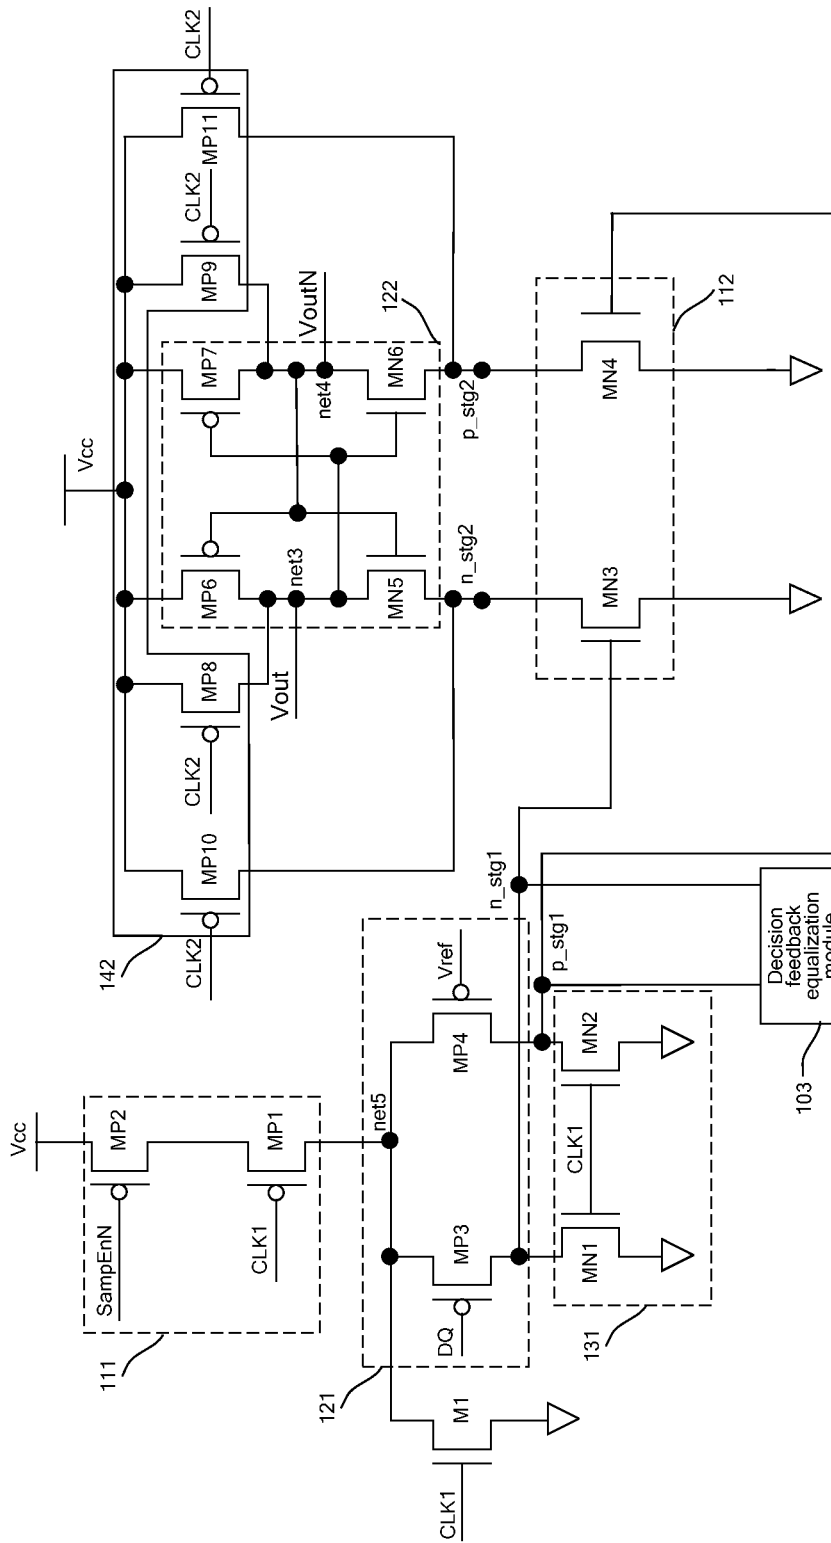 Vcc
SampEnN
MP2
CLK1
MP1
111
net5
DQ
MP3
MP4
Vref
121
CLK1
M1
n_stg1
p_stg1
MN1
CLK1
MN2
131
Decision
feedback
equalization
module
103
Vcc
142
CLK2
MP10
CLK2
MP8
MP6
MP7
MP9
CLK2
MP11
CLK2
Vout
net3
net4
VoutN
MN5
MN6
122
n_stg2
p_stg2
MN3
MN4
112